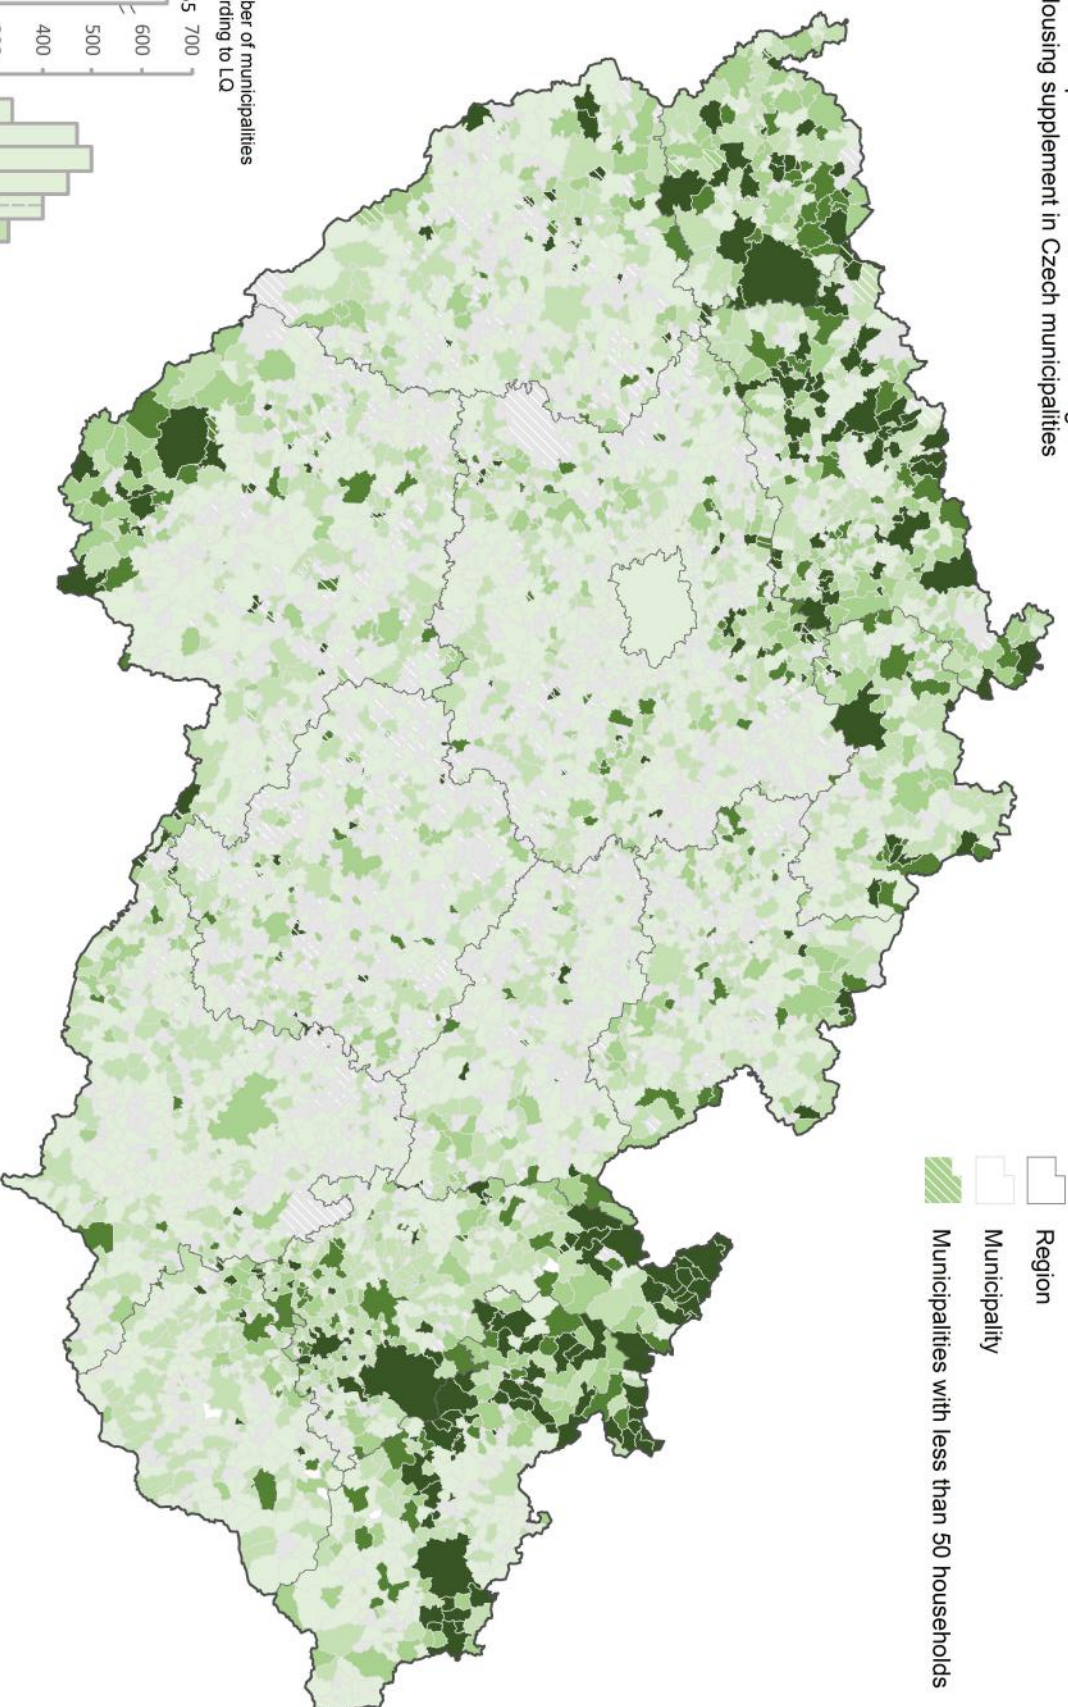 ousing supplement in Czech municipalities
Region
Municipality
Municipalities with less than 50 households
ber of municipalities
rding to LQ
5 700
600
500
400